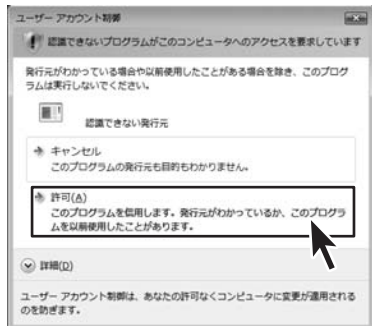 ユーザー アカウント制御
認識できないプログラムがこのコンピュータへのアクセスを要求しています
発行元がわかっている場合や以前使用したことがある場合を除き、このプログ
ラムは実行しないでください。
認識できない発行元
キャンセル
このプログラムの発行元も目的もわかりません。
許可(A)
このプログラムを信用します。発行元がわかっているか、このプログラ
ムを以前使用したことがあります。
詳細(D)
ユーザー アカウント制御は、あなたの許可なくコンピュータに変更が適用される
のを防ぎます。